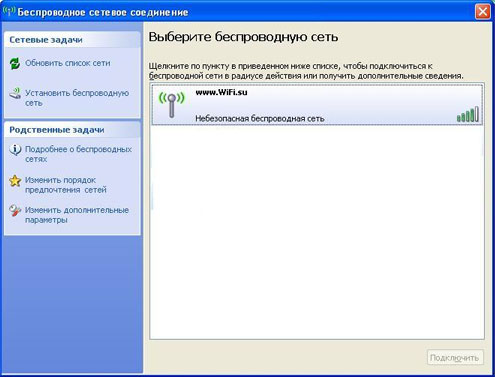 Беспроводное сетевое соединение
Сетевые задачи
Обновить список сети
Установить беспроводную
сеть
Родственные задачи
Подробнее о беспроводных
сетях
Изменить порядок
предпочтения сетей
Изменить дополнительные
параметры
Выберите беспроводную сеть
Щелкните по пункту в приведенном ниже списке, чтобы подключиться к
беспроводной сети в радиусе действия или получить дополнительные сведения.
www.WiFi.su
Небезопасная беспроводная сеть
Подключить